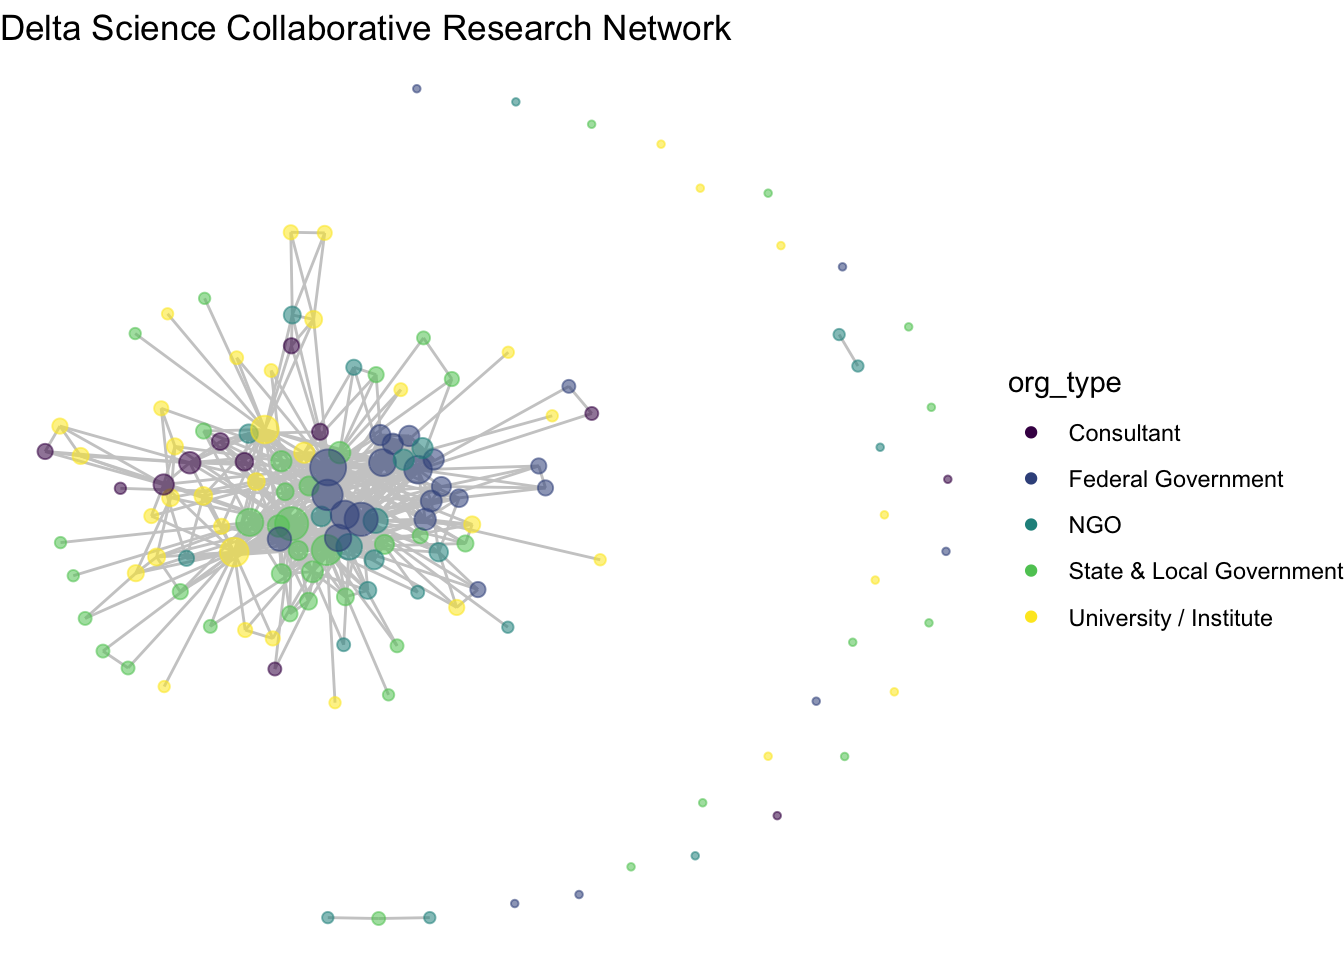 Delta Science Collaborative Research Network
org_type
Consultant
Federal Government
NGO
State & Local Government
University / Institute